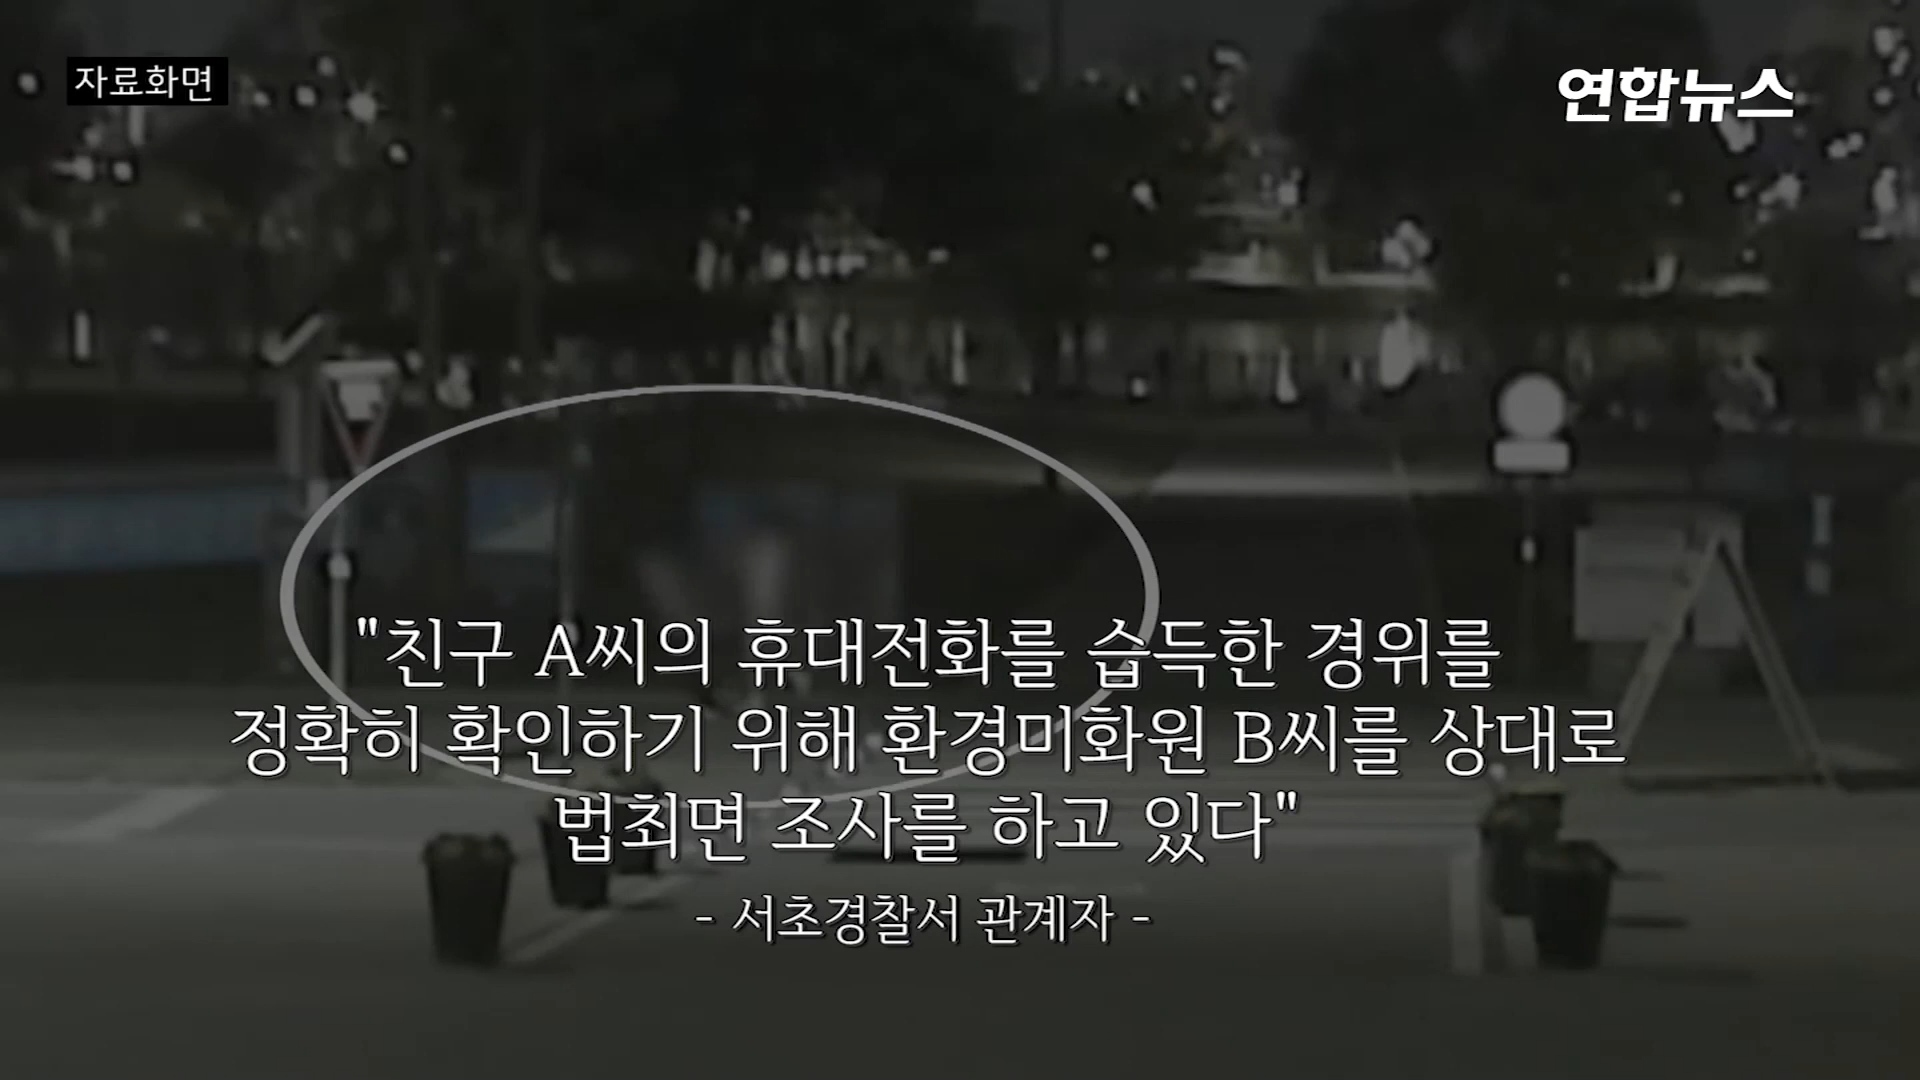 자료화면
연합뉴스
"친구 A씨의 휴대전화를 습득한 경위를
정확히 확인하기 위해 환경미화원 B씨를 상대로
법최면 조사를 하고 있다"
- 서초경찰서 관계자 -